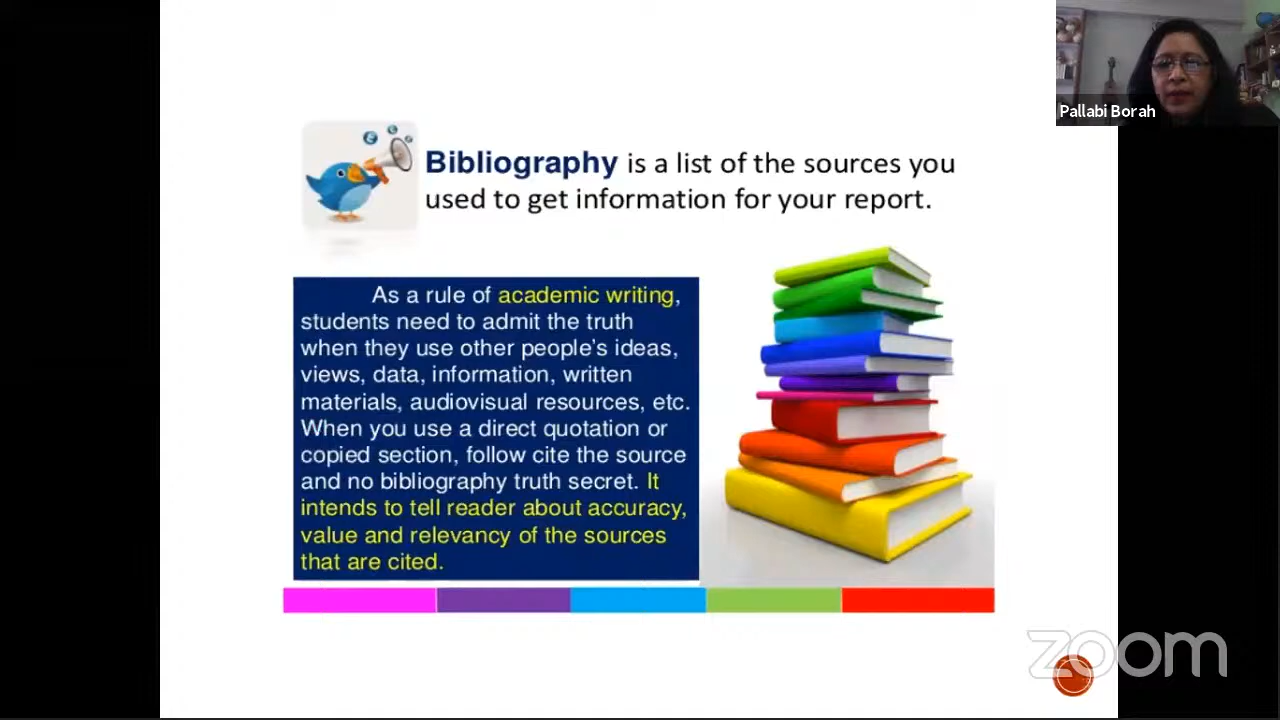 Pallabi Borah
Bibliography is a list of the sources you
used to get information for your report.
As a rule of academic writing,
students need to admit the truth
when they use other people's ideas,
views, data, information, written
materials, audiovisual resources, etc.
When you use a direct quotation or
copied section, follow cite the source
and no bibliography truth secret. It
intends to tell reader about accuracy,
value and relevancy of the sources
that are cited.
zoom